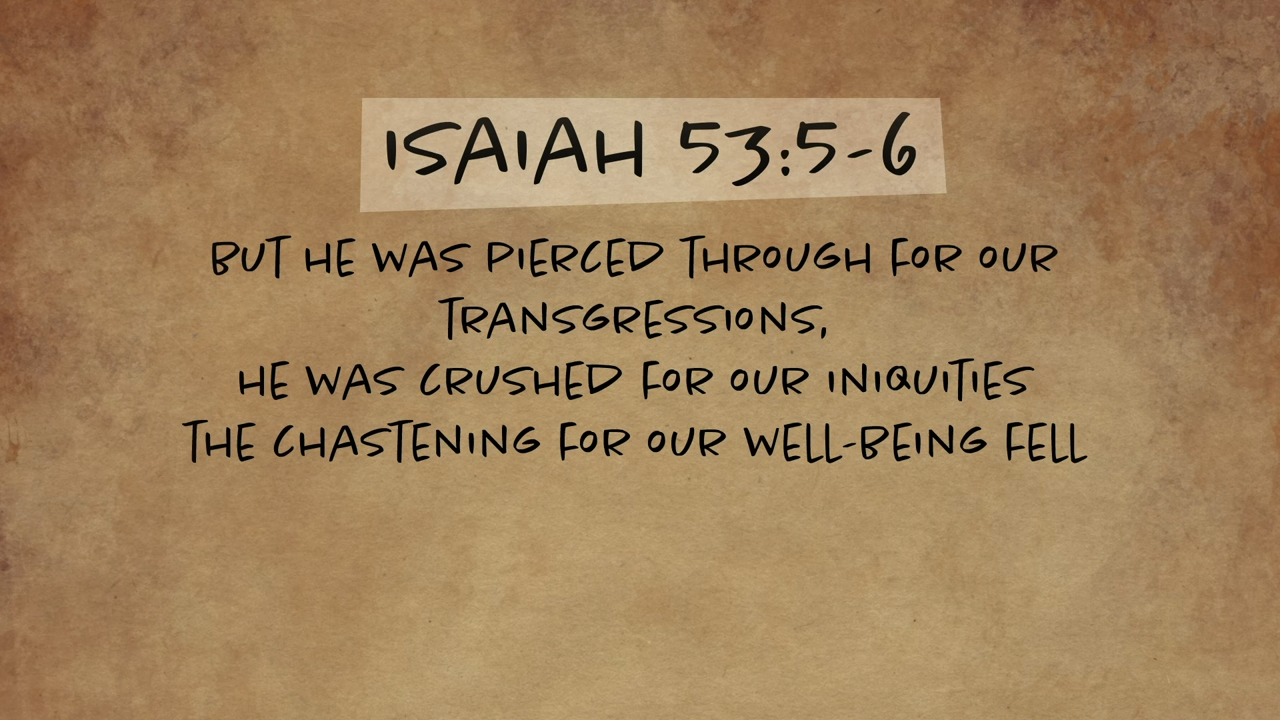 ISAIAH 53:5-6
BUT HE WAS PIERCED THROUGH FOR OUR
TRANSGRESSIONS,
HE WAS CRUSHED FOR OUR INIQUITIES
THE CHASTENING FOR OUR WELL-BEING FELL